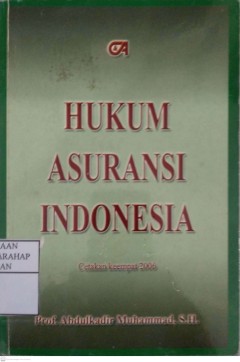 HUKUM
ASURANSI
INDONESIA
Cetakan keempat 2006
AAN
ARAHAP
AN
Prof. Abdulkadir Muhammad, S.H.